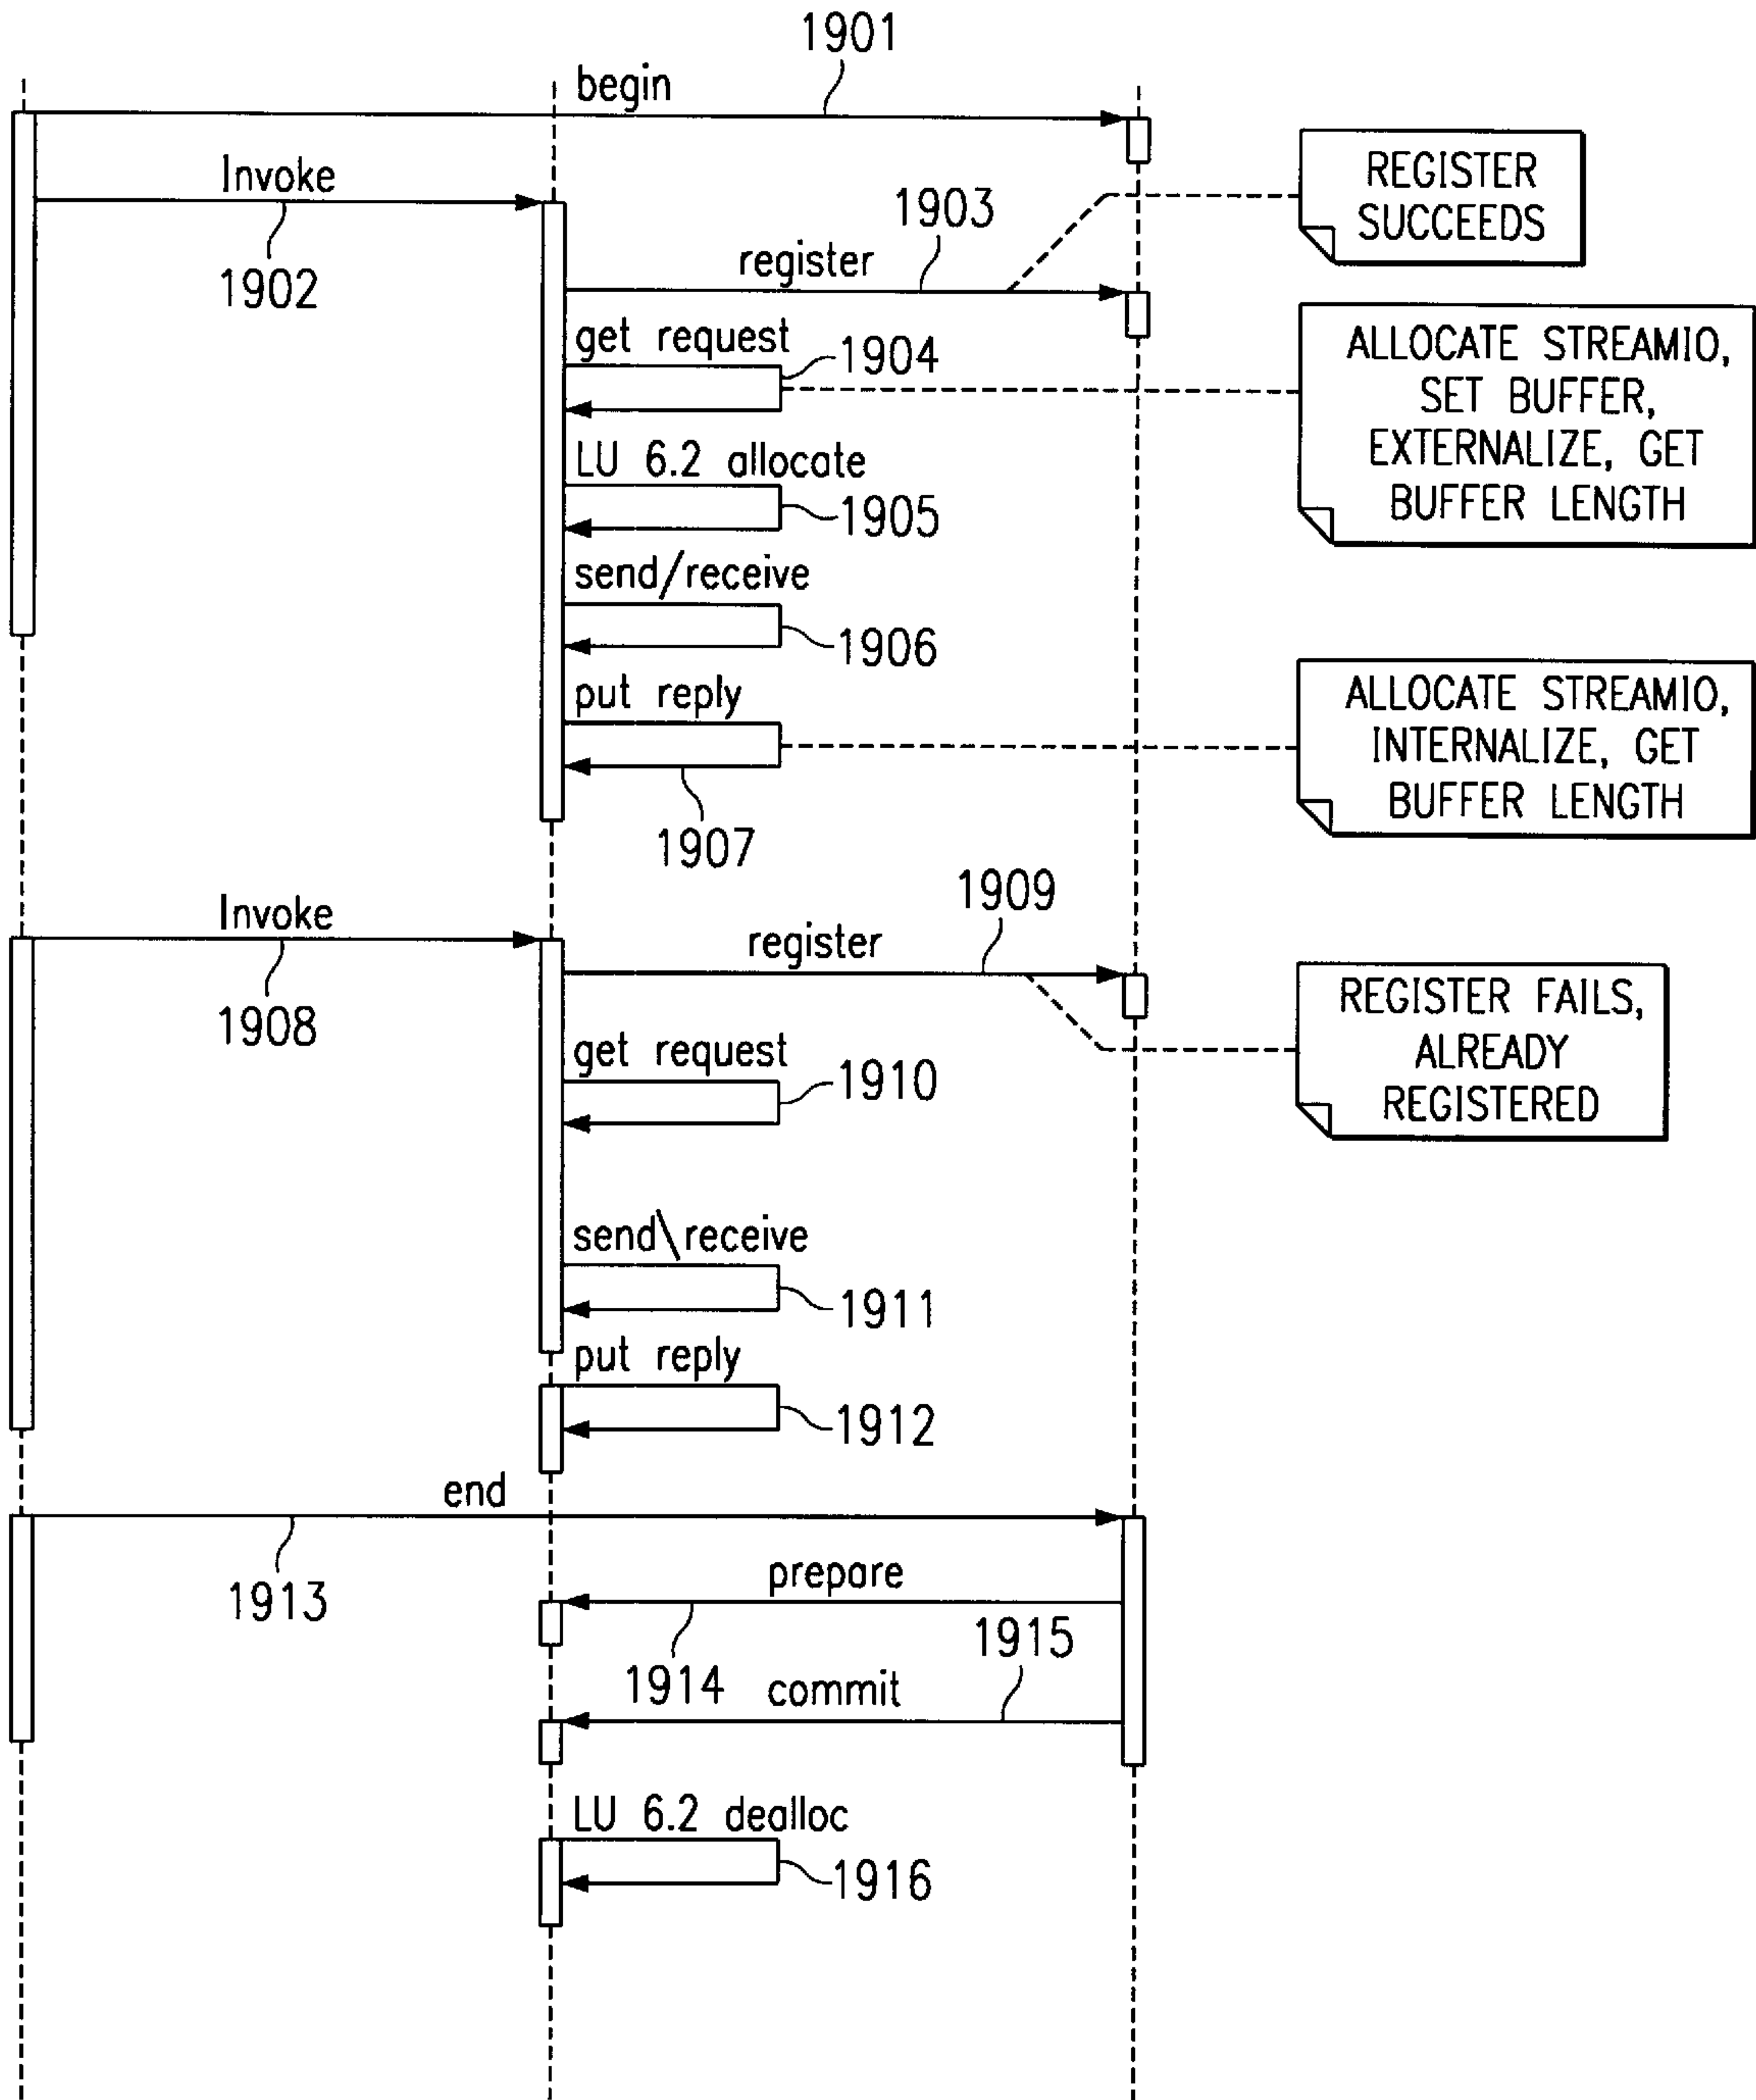 1901
begin
Invoke
1902
1903
register
REGISTER
SUCCEEDS
get request
1904
ALLOCATE STREAMIO,
SET BUFFER,
EXTERNALIZE, GET
BUFFER LENGTH
LU 6.2 allocate
1905
send/receive
1906
put reply
1907
ALLOCATE STREAMIO,
INTERNALIZE, GET
BUFFER LENGTH
Invoke
1908
1909
register
REGISTER FAILS,
ALREADY
REGISTERED
get request
1910
send\receive
1911
put reply
1912
end
1913
prepare
1914
1915
commit
LU 6.2 dealloc
1916